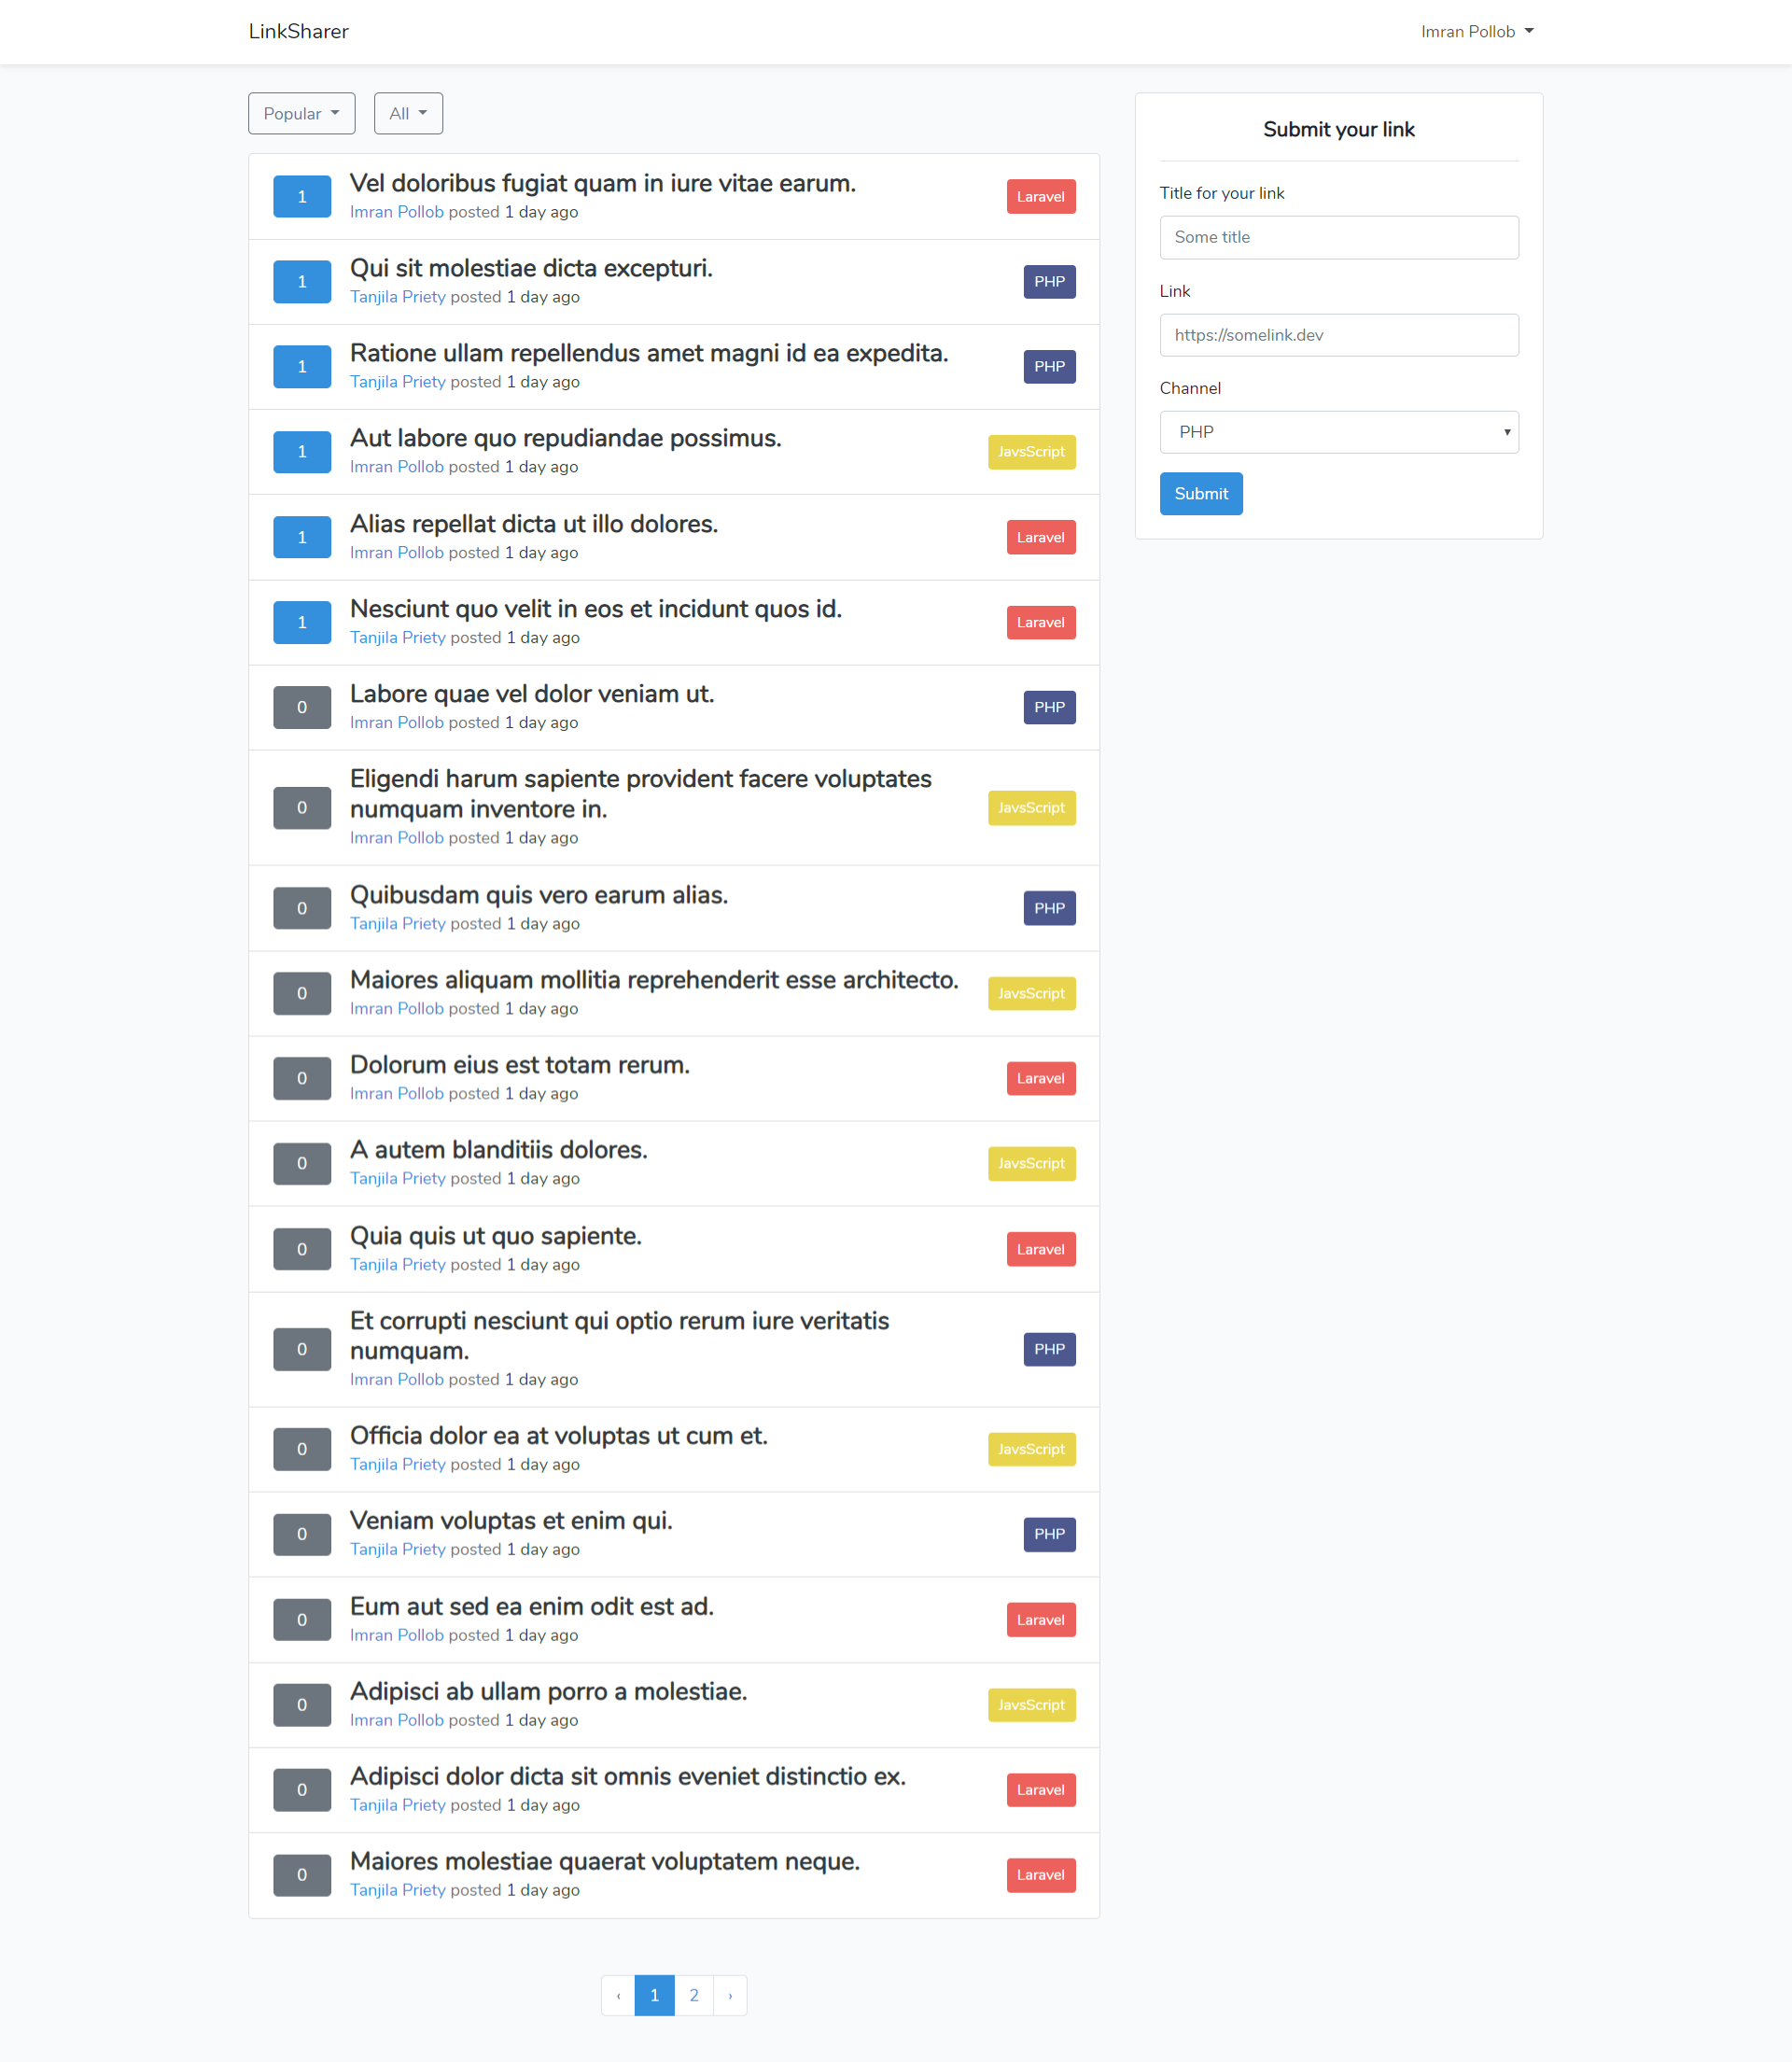 LinkSharer
Imran Pollob
Popular
All
1
Vel doloribus fugiat quam in iure vitae earum.
Imran Pollob posted 1 day ago
Laravel
1
Qui sit molestiae dicta excepturi.
Tanjila Priety posted 1 day ago
PHP
1
Ratione ullam repellendus amet magni id ea expedita.
Tanjila Priety posted 1 day ago
PHP
1
Aut labore quo repudiandae possimus.
Imran Pollob posted 1 day ago
JavsScript
1
Alias repellat dicta ut illo dolores.
Imran Pollob posted 1 day ago
Laravel
1
Nesciunt quo velit in eos et incidunt quos id.
Tanjila Priety posted 1 day ago
Laravel
0
Labore quae vel dolor veniam ut.
Imran Pollob posted 1 day ago
PHP
0
Eligendi harum sapiente provident facere voluptates
numquam inventore in.
Imran Pollob posted 1 day ago
JavsScript
0
Quibusdam quis vero earum alias.
Tanjila Priety posted 1 day ago
PHP
0
Maiores aliquam mollitia reprehenderit esse architecto.
Imran Pollob posted 1 day ago
JavsScript
0
Dolorum eius est totam rerum.
Imran Pollob posted 1 day ago
Laravel
0
A autem blanditiis dolores.
Tanjila Priety posted 1 day ago
JavsScript
0
Quia quis ut quo sapiente.
Tanjila Priety posted 1 day ago
Laravel
0
Et corrupti nesciunt qui optio rerum iure veritatis
numquam.
Imran Pollob posted 1 day ago
PHP
0
Officia dolor ea at voluptas ut cum et.
Tanjila Priety posted 1 day ago
JavsScript
0
Veniam voluptas et enim qui.
Tanjila Priety posted 1 day ago
PHP
0
Eum aut sed ea enim odit est ad.
Imran Pollob posted 1 day ago
Laravel
0
Adipisci ab ullam porro a molestiae.
Imran Pollob posted 1 day ago
JavsScript
0
Adipisci dolor dicta sit omnis eveniet distinctio ex.
Tanjila Priety posted 1 day ago
Laravel
0
Maiores molestiae quaerat voluptatem neque.
Tanjila Priety posted 1 day ago
Laravel
‹ 1 2 ›
Submit your link
Title for your link
Some title
Link
https://somelink.dev
Channel
PHP
Submit